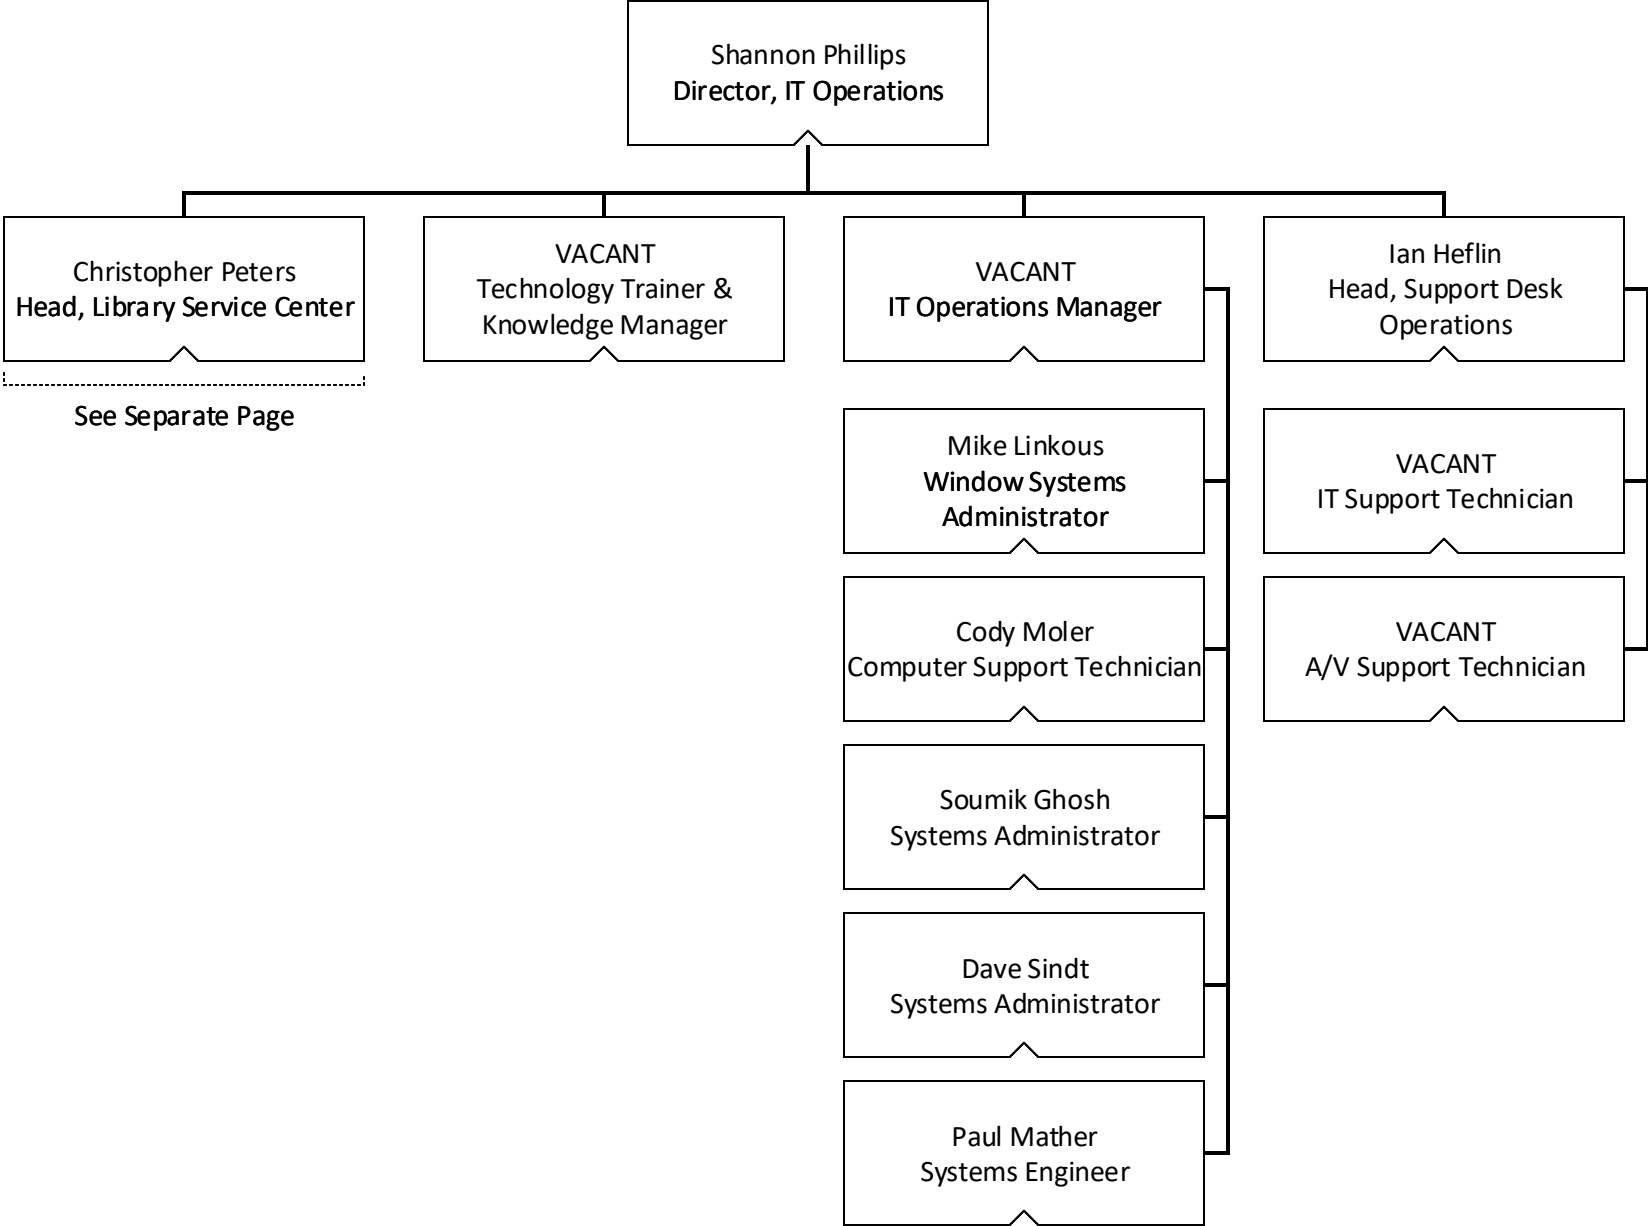 Shannon Phillips
Director, IT Operations
Christopher Peters
Head, Library Service Center
See Separate Page
VACANT
Technology Trainer &
Knowledge Manager
VACANT
IT Operations Manager
Mike Linkous
Window Systems
Administrator
Cody Moler
Computer Support Technician
Soumik Ghosh
Systems Administrator
Dave Sindt
Systems Administrator
Paul Mather
Systems Engineer
Ian Heflin
Head, Support Desk
Operations
VACANT
IT Support Technician
VACANT
A/V Support Technician